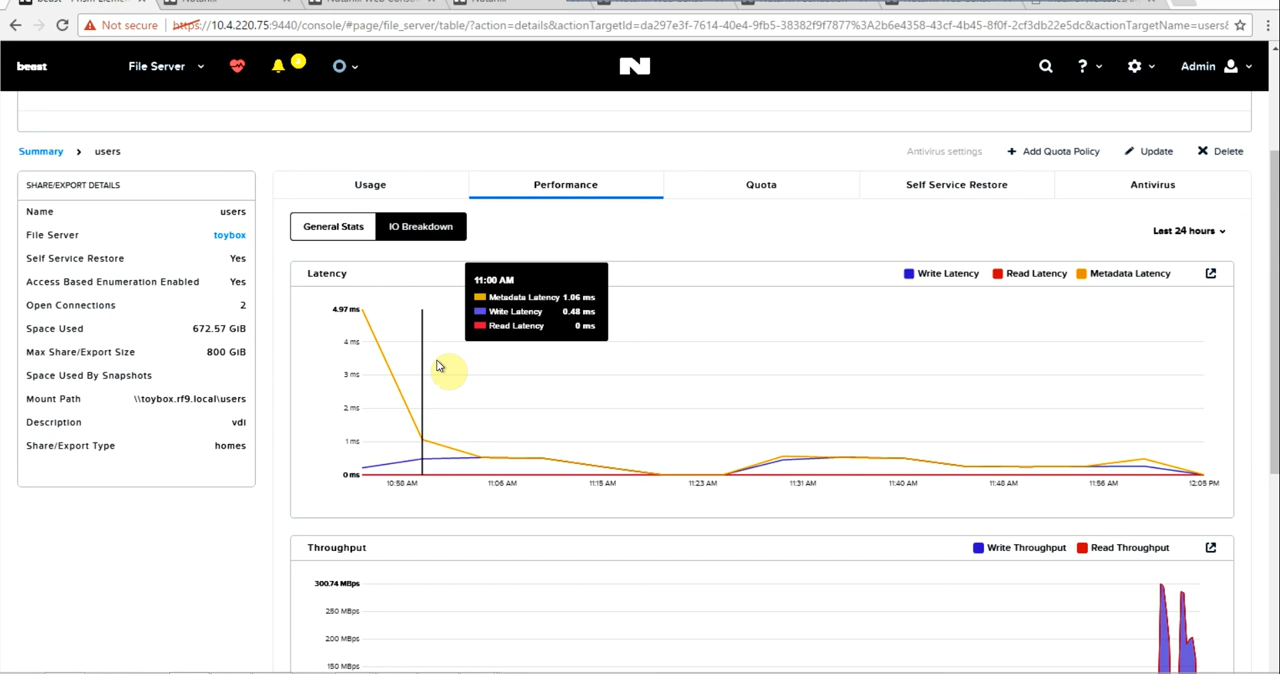 beast - Prism Elem...
Nutanix
Nutanix Web Cons...
Nutanix
Not secure https://10.4.220.75:9440/console/#page/file_server/table/?action=details&actionTargetId=da297e3f-7614-40e4-9fb5-38382f9f7877%3A2b6e4358-43cf-4b45-8f0f-2cf3db22e5dc&actionTargetName=users&
beast File Server Admin
Summary > users Antivirus settings + Add Quota Policy Update Delete
SHARE/EXPORT DETAILS
Name users
File Server toybox
Self Service Restore Yes
Access Based Enumeration Enabled Yes
Open Connections 2
Space Used 672.57 GiB
Max Share/Export Size 800 GiB
Space Used By Snapshots
Mount Path \\toybox.rf9.local\users
Description vdi
Share/Export Type homes
Usage Performance Quota Self Service Restore Antivirus
General Stats IO Breakdown Last 24 hours
Latency Write Latency Read Latency Metadata Latency
11:00 AM
Metadata Latency 1.06 ms
Write Latency 0.48 ms
Read Latency 0 ms
4.97 ms
4 ms
3 ms
2 ms
1 ms
0 ms
10:58 AM 11:06 AM 11:15 AM 11:23 AM 11:31 AM 11:40 AM 11:48 AM 11:56 AM 12:05 PM
Throughput Write Throughput Read Throughput
300.74 MBps
250 MBps
200 MBps
150 MBps